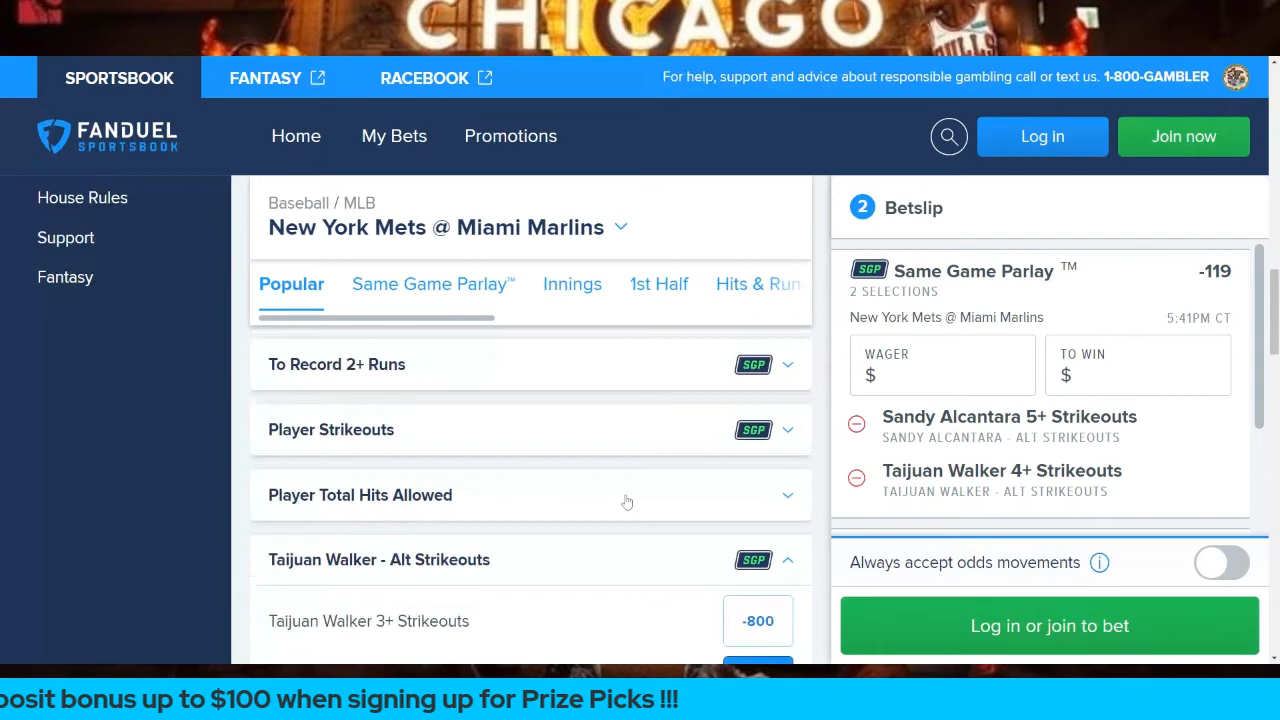 CHICAGO
BULLS
SPORTSBOOK
FANTASY
RACEBOOK
For help, support and advice about responsible gambling call or text us. 1-800-GAMBLER
FANDUEL
SPORTSBOOK
Home
My Bets
Promotions
Log in
Join now
House Rules
Support
Fantasy
Baseball / MLB
New York Mets @ Miami Marlins
Popular
Same Game Parlay™
Innings
1st Half
Hits & Run
To Record 2+ Runs
SGP
Player Strikeouts
SGP
Player Total Hits Allowed
Taijuan Walker - Alt Strikeouts
SGP
Taijuan Walker 3+ Strikeouts
-800
2 Betslip
SGP Same Game Parlay ™ -119
2 SELECTIONS
New York Mets @ Miami Marlins 5:41PM CT
WAGER
$
TO WIN
$
Sandy Alcantara 5+ Strikeouts
SANDY ALCANTARA - ALT STRIKEOUTS
Taijuan Walker 4+ Strikeouts
TAIJUAN WALKER - ALT STRIKEOUTS
Always accept odds movements
Log in or join to bet
posit bonus up to $100 when signing up for Prize Picks !!!